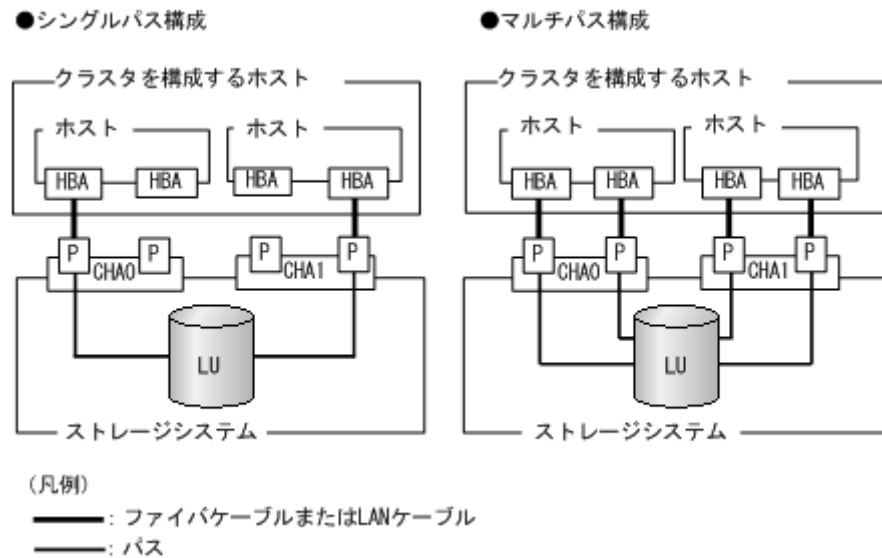 ●シングルパス構成
クラスタを構成するホスト
ホスト
ホスト
HBA
HBA
HBA
HBA
P
P
P
P
CHA0
CHA1
LU
ストレージシステム
●マルチパス構成
クラスタを構成するホスト
ホスト
ホスト
HBA
HBA
HBA
HBA
P
P
P
P
CHA0
CHA1
LU
ストレージシステム
(凡例)
: ファイバケーブルまたはLANケーブル
: パス